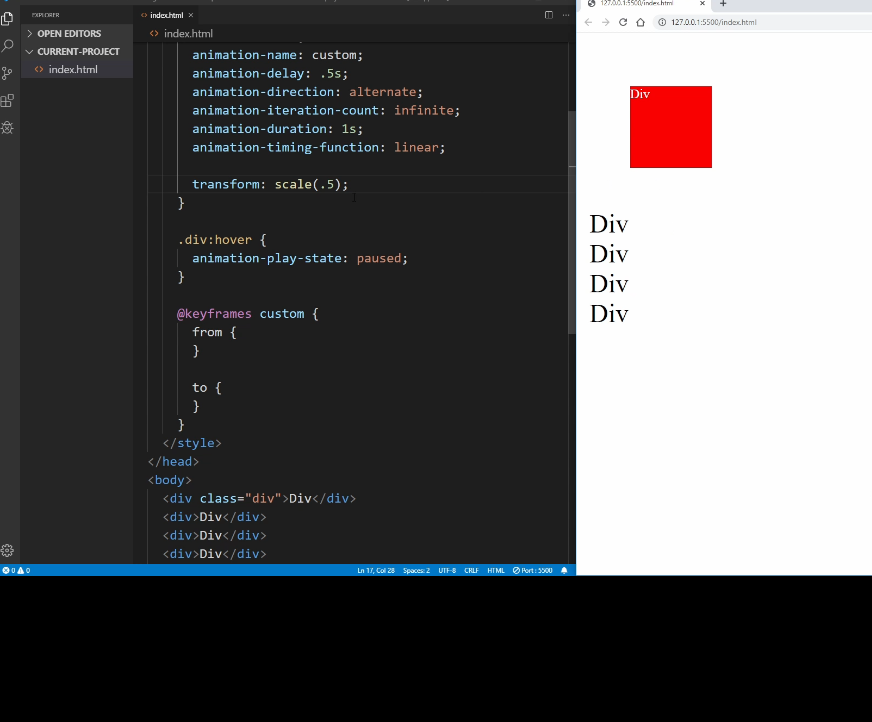 EXPLORER
OPEN EDITORS
CURRENT-PROJECT
<> index.html
<> index.html ×
<> index.html
animation-name: custom;
animation-delay: .5s;
animation-direction: alternate;
animation-iteration-count: infinite;
animation-duration: 1s;
animation-timing-function: linear;
transform: scale(.5);
}
.div:hover {
animation-play-state: paused;
}
@keyframes custom {
from {
}
to {
}
}
</style>
</head>
<body>
<div class="div">Div</div>
<div>Div</div>
<div>Div</div>
<div>Div</div>
0 0
Ln 17, Col 28 Spaces: 2 UTF-8 CRLF HTML Port : 5500
127.0.0.1:5500/index.html
127.0.0.1:5500/index.html
Div
Div
Div
Div
Div